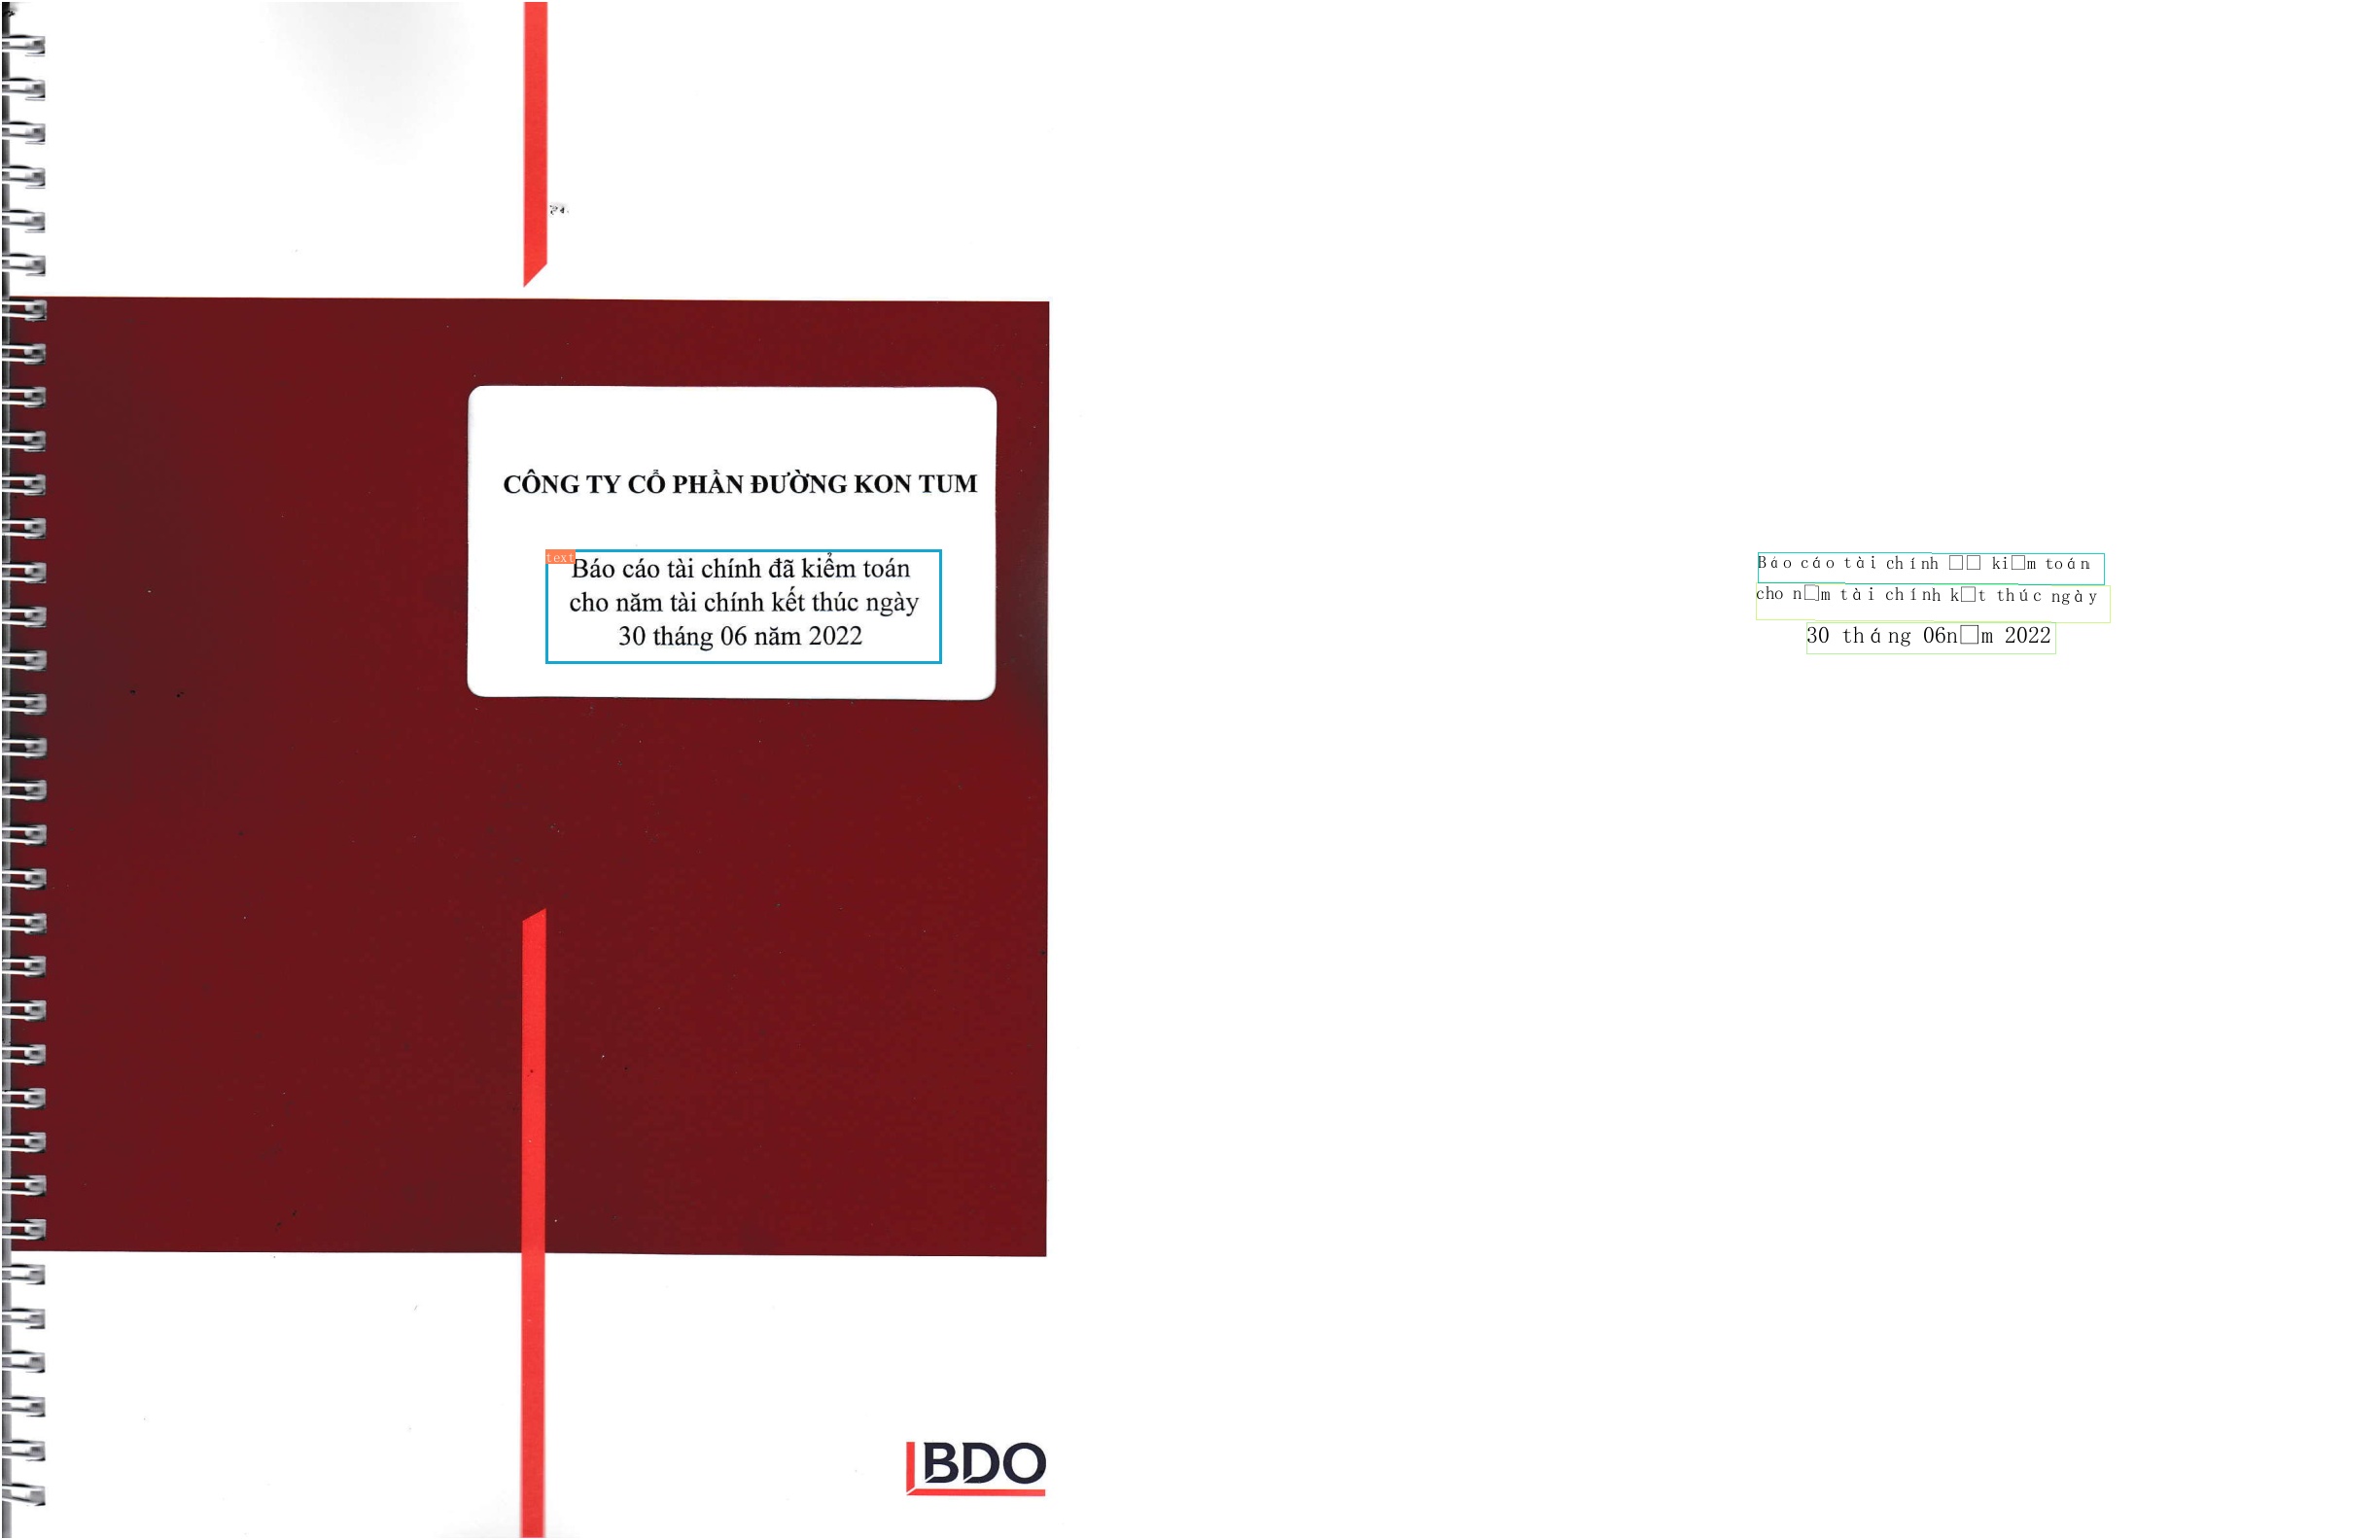 CÔNG TY CỔ PHẦN ĐƯỜNG KON TUM
text
Báo cáo tài chính đã kiểm toán
cho năm tài chính kết thúc ngày
30 tháng 06 năm 2022
BDO
Báo cáo tài chính □□ ki□m toán
cho n□m tài chính k□t thúc ngày
30 tháng 06n□m 2022